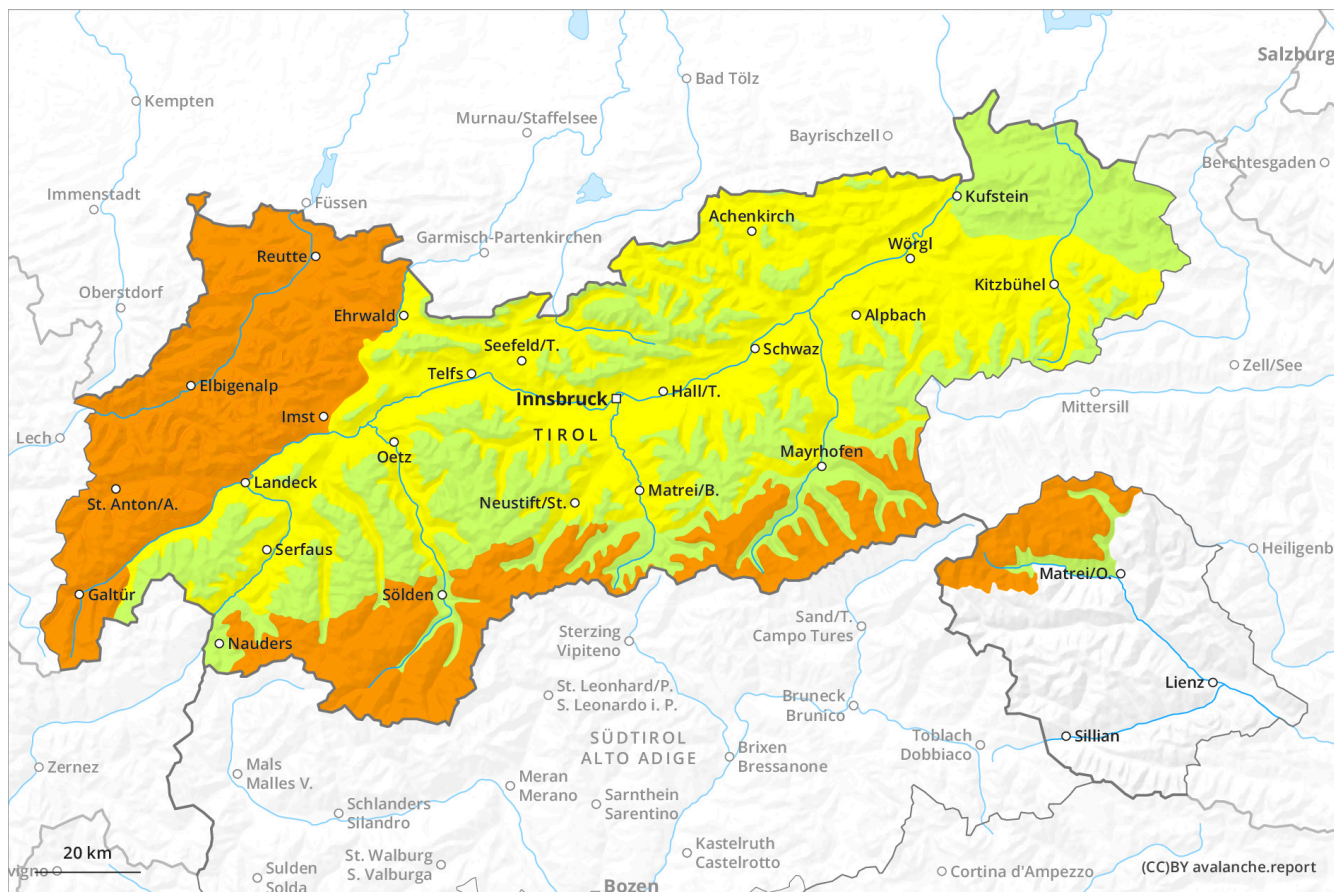 Salzburg
Kempten
Bad Tölz
Murnau/Staffelsee
Bayrischzell
Berchtesgaden
Immenstadt
Füssen
Kufstein
Achenkirch
Garmisch-Partenkirchen
Wörgl
Reutte
Kitzbühel
Oberstdorf
Ehrwald
Alpbach
Seefeld/T.
Schwaz
Telfs
Zell/See
Elbigenalp
Innsbruck
Hall/T.
Mittersill
Imst
TIROL
Lech
Oetz
Mayrhofen
Landeck
Matrei/B.
St. Anton/A.
Neustift/St.
Serfaus
Heiligenb
Matrei/O.
Galtür
Sölden
Sand/T.
Campo Tures
Nauders
Sterzing
Vipiteno
Lienz
St. Leonhard/P.
S. Leonardo i. P.
Bruneck
Brunico
Sillian
SÜDTIROL
ALTO ADIGE
Toblach
Dobbiaco
Brixen
Bressanone
Zernez
Mals
Malles V.
Meran
Merano
Sarnthein
Sarentino
Schlanders
Silandro
Kastelruth
Castelrotto
20 km
St. Walburg
S. Valburga
vigno
Sulden
Solda
Cortina d'Ampezzo
(CC)BY avalanche.report
Bozen